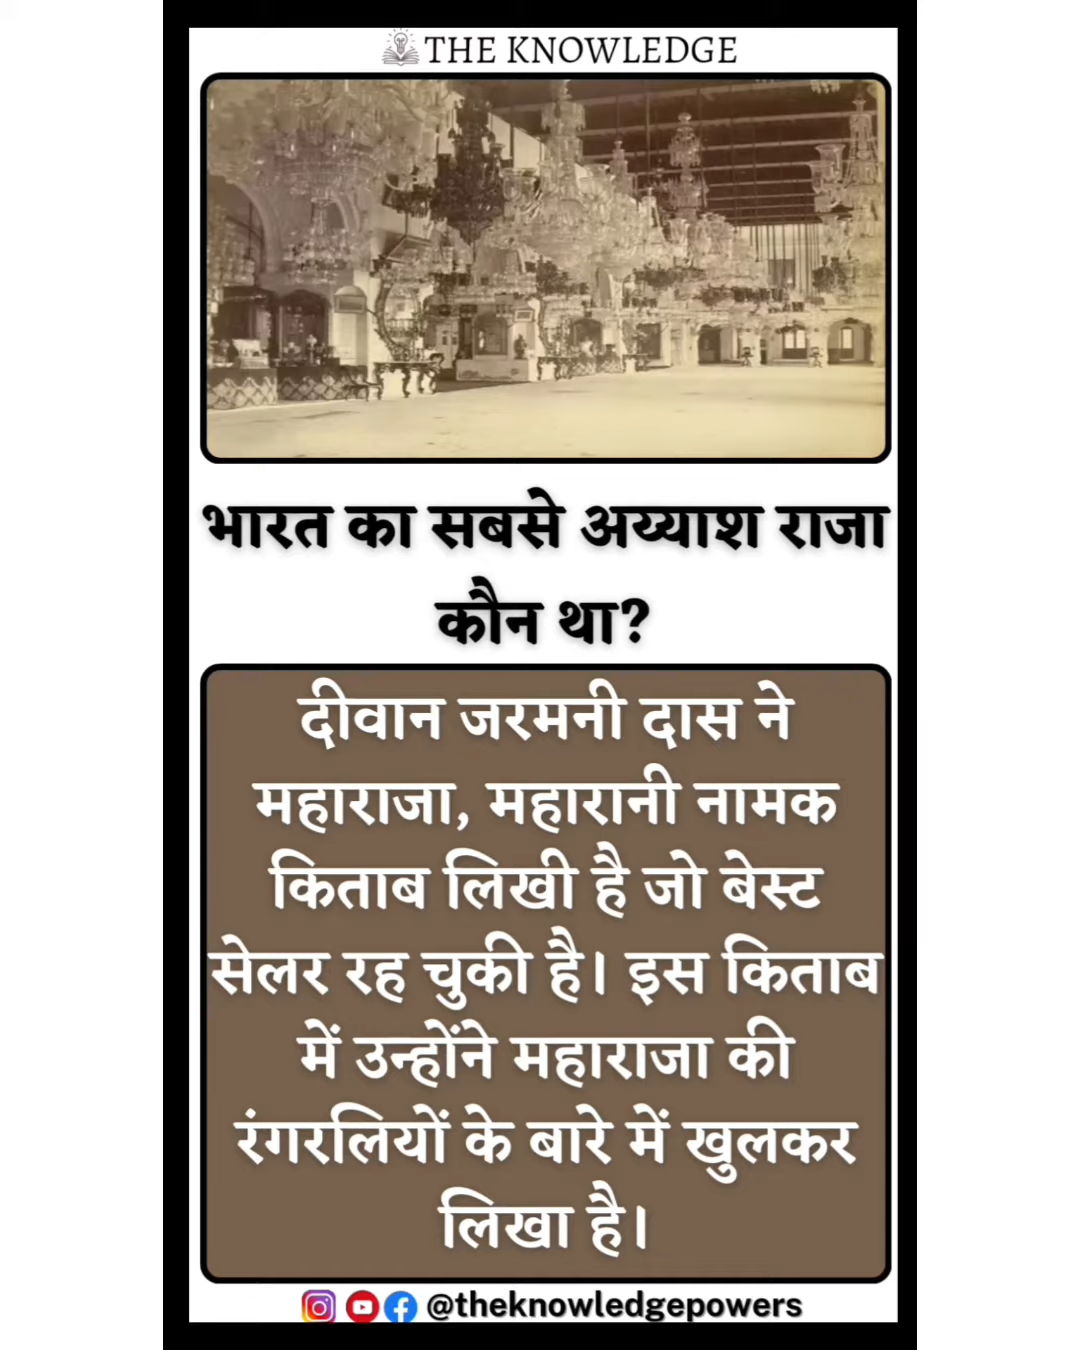 THE KNOWLEDGE
भारत का सबसे अय्याश राजा
कौन था?
दीवान जरमनी दास ने
महाराजा, महारानी नामक
किताब लिखी है जो बेस्ट
सेलर रह चुकी है। इस किताब
में उन्होंने महाराजा की
रंगरलियों के बारे में खुलकर
लिखा है।
@theknowledgepowers